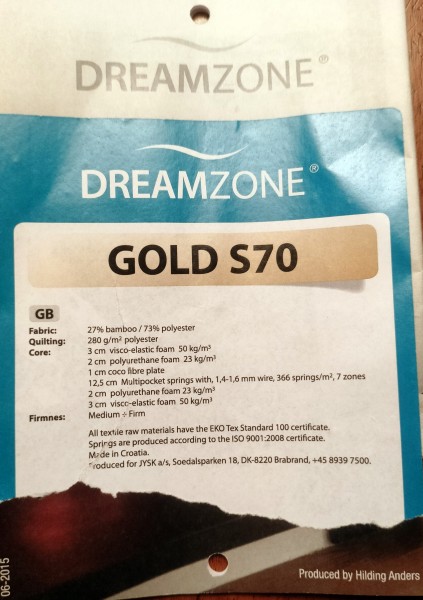 DREAMZONE®
DREAMZONE®
GOLD S70
GB
Fabric: 27% bamboo / 73% polyester
Quilting: 280 g/m² polyester
Core: 3 cm visco-elastic foam 50 kg/m³
2 cm polyurethane foam 23 kg/m³
1 cm coco fibre plate
12,5 cm Multipocket springs with, 1,4-1,6 mm wire, 366 springs/m², 7 zones
2 cm polyurethane foam 23 kg/m³
3 cm visco-elastic foam 50 kg/m³
Firmnes: Medium ÷ Firm
All textile raw materials have the EKO Tex Standard 100 certificate.
Springs are produced according to the ISO 9001:2008 certificate.
Made in Croatia.
Produced for JYSK a/s, Soedalsparken 18, DK-8220 Brabrand, +45 8939 7500.
06-2015
Produced by Hilding Anders